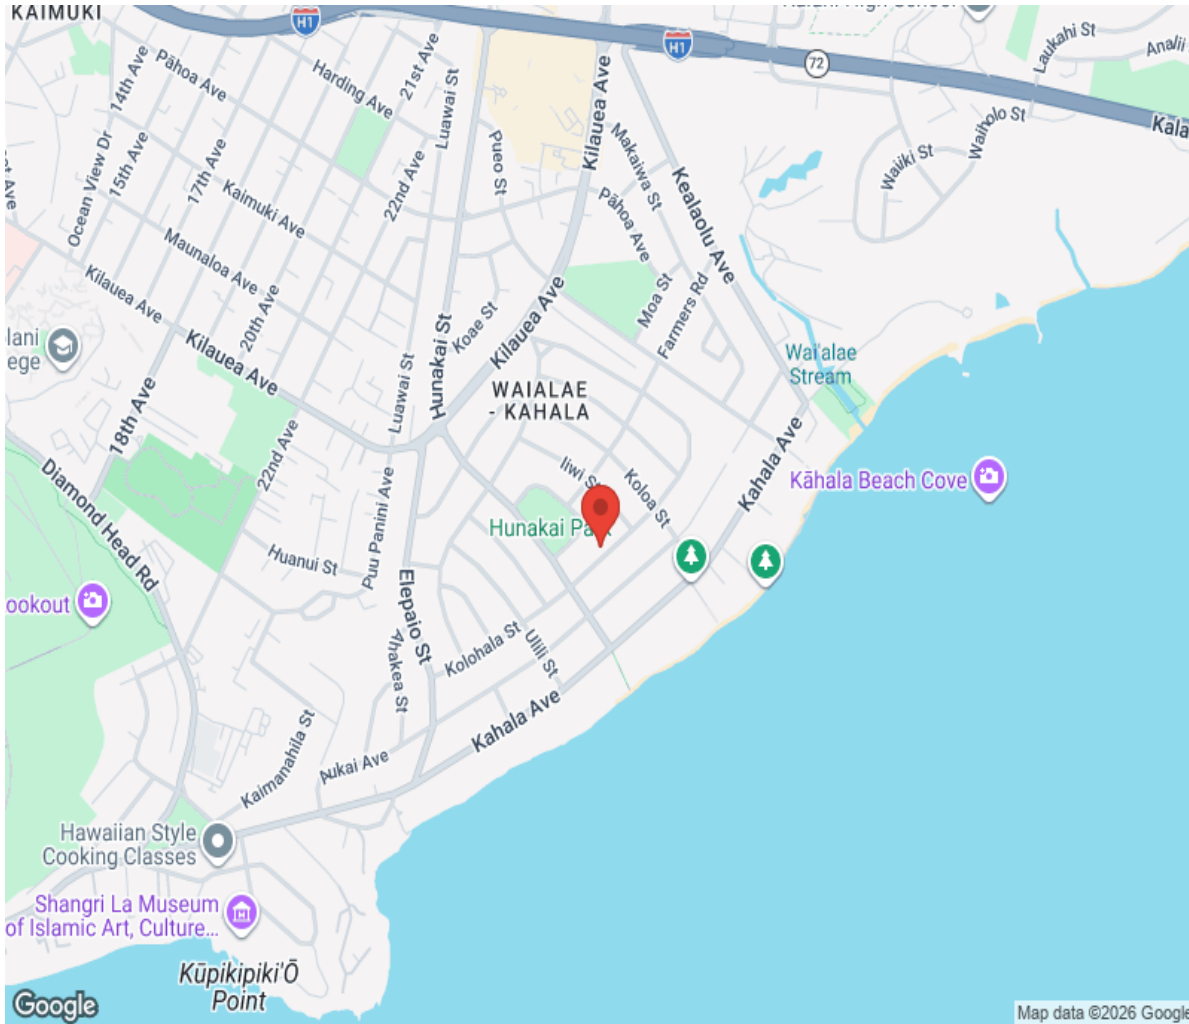 KAIMUKI
H1
H1
72
Laukahi St
Analii
14th Ave
Pāhoa Ave
Harding Ave
21st Ave
Luawai St
Kilauea Ave
Makaiwa St
Waiholo St
Waikiki St
Kala
Ocean View Dr
15th Ave
17th Ave
22nd Ave
Pueo St
Kealaolu Ave
Kaimuki Ave
Pāhoa Ave
Maunaloa Ave
Kilauea Ave
20th Ave
Kilauea Ave
Moa St
Farmers Rd
Koae St
Hunakai St
Kilauea Ave
lani
ege
Luawai St
WAIALAE
- KAHALA
Wai'alae
Stream
18th Ave
22nd Ave
Iiwi St
Koloa St
Kahala Ave
Kāhala Beach Cove
Diamond Head Rd
Puu Panini Ave
Hunakai Park
Huanui St
ookout
Elepaio St
Ahakea St
Kolohala St
Ulili St
Kahala Ave
Kaimanahila St
Aukai Ave
Hawaiian Style
Cooking Classes
Shangri La Museum
of Islamic Art, Culture...
Kūpikipiki'Ō
Point
Google
Map data ©2026 Google